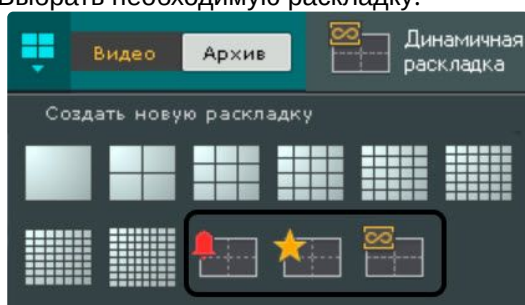 Выбрать необходимую раскладку:
Видео Архив Динамичная
раскладка
Создать новую раскладку